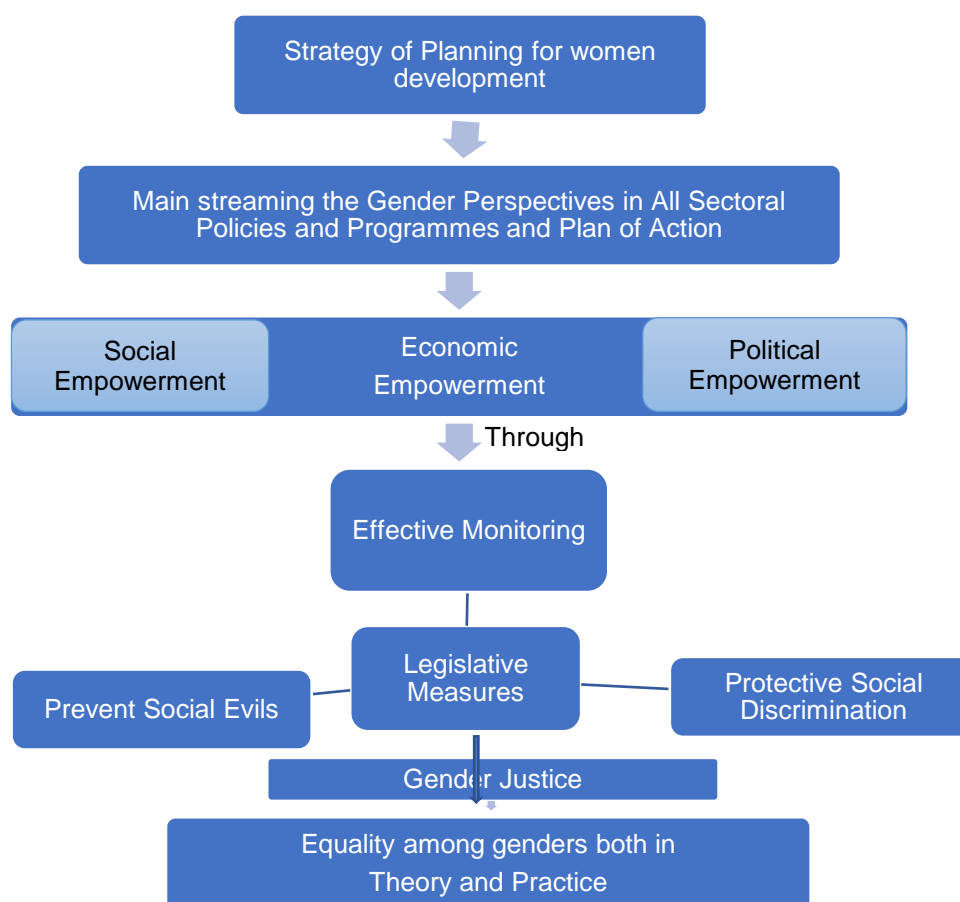 Strategy of Planning for women
development
Main streaming the Gender Perspectives in All Sectoral
Policies and Programmes and Plan of Action
Social
Empowerment
Economic
Empowerment
Political
Empowerment
Through
Effective Monitoring
Legislative
Measures
Prevent Social Evils
Protective Social
Discrimination
Gender Justice
Equality among genders both in
Theory and Practice